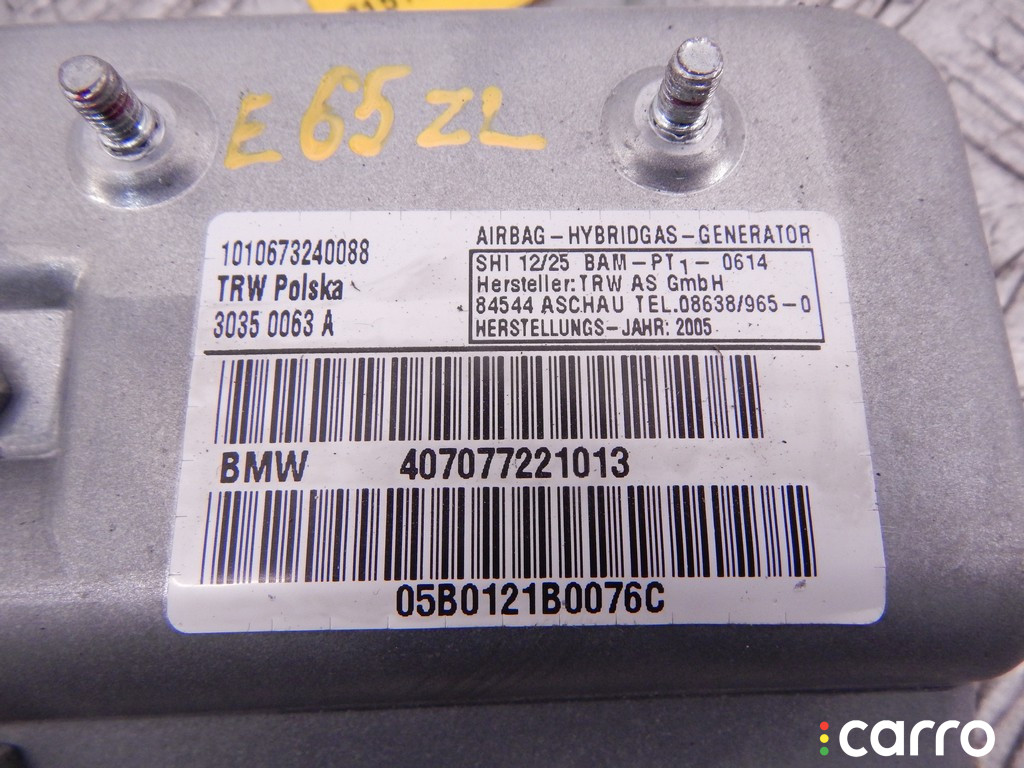 E65 ZL
1010673240088
TRW Polska
3035 0063 A
AIRBAG-HYBRIDGAS-GENERATOR
SHI 12/25 BAM-PT1-0614
Hersteller:TRW AS GmbH
84544 ASCHAU TEL.08638/965-0
HERSTELLUNGS-JAHR: 2005
BMW 407077221013
05B0121B0076C
carro